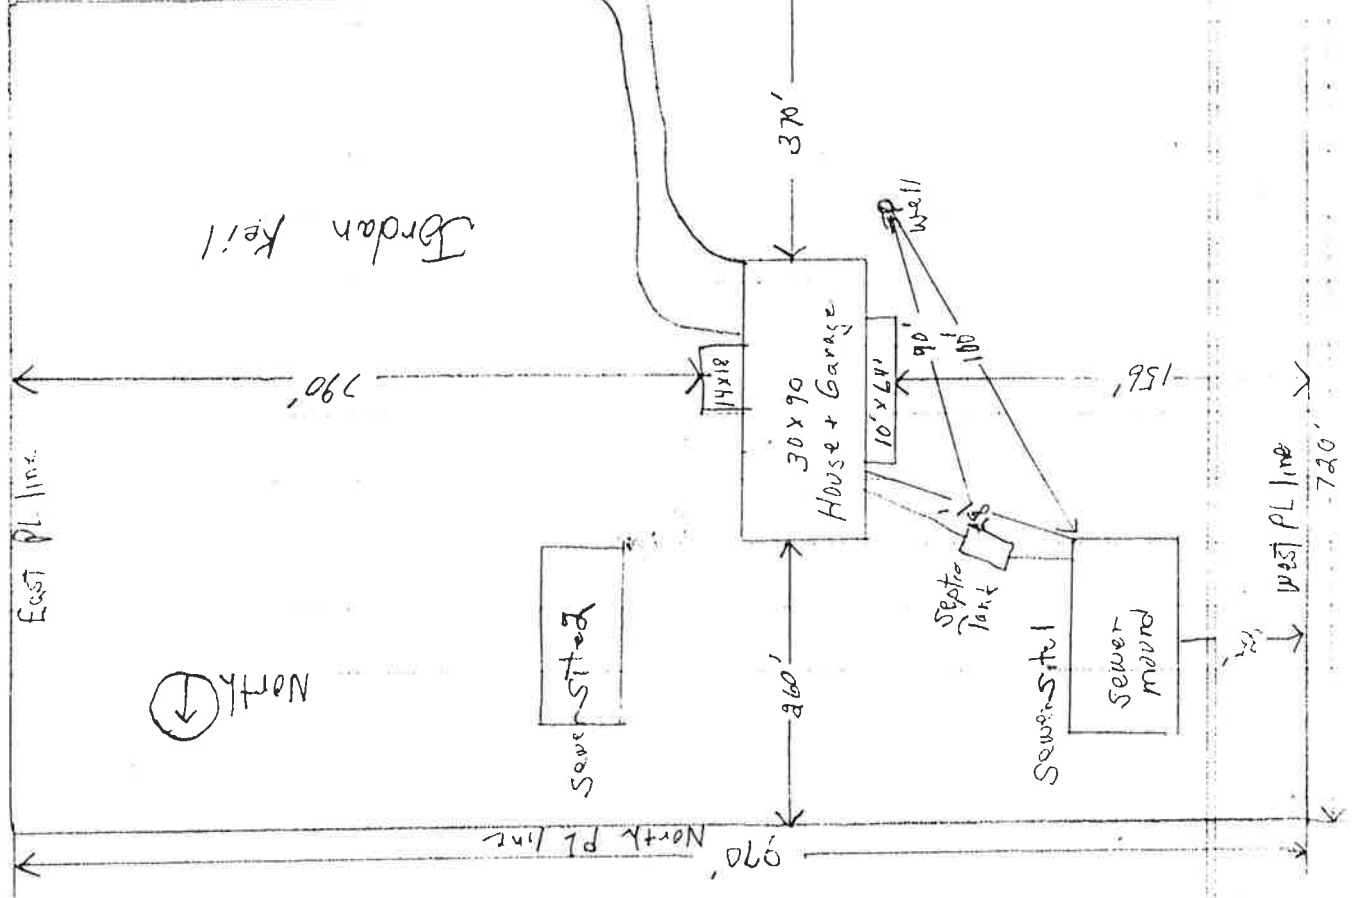 370'
Jordan Keil
well
790'
14x18
30 x 90
House + Garage
10' x 64'
90'
100'
156'
East PL line
West PL line
720'
Septic
Tank
Sewer Site 2
North
260'
Sewer Site 1
Sewer
mound
North PL line
970'